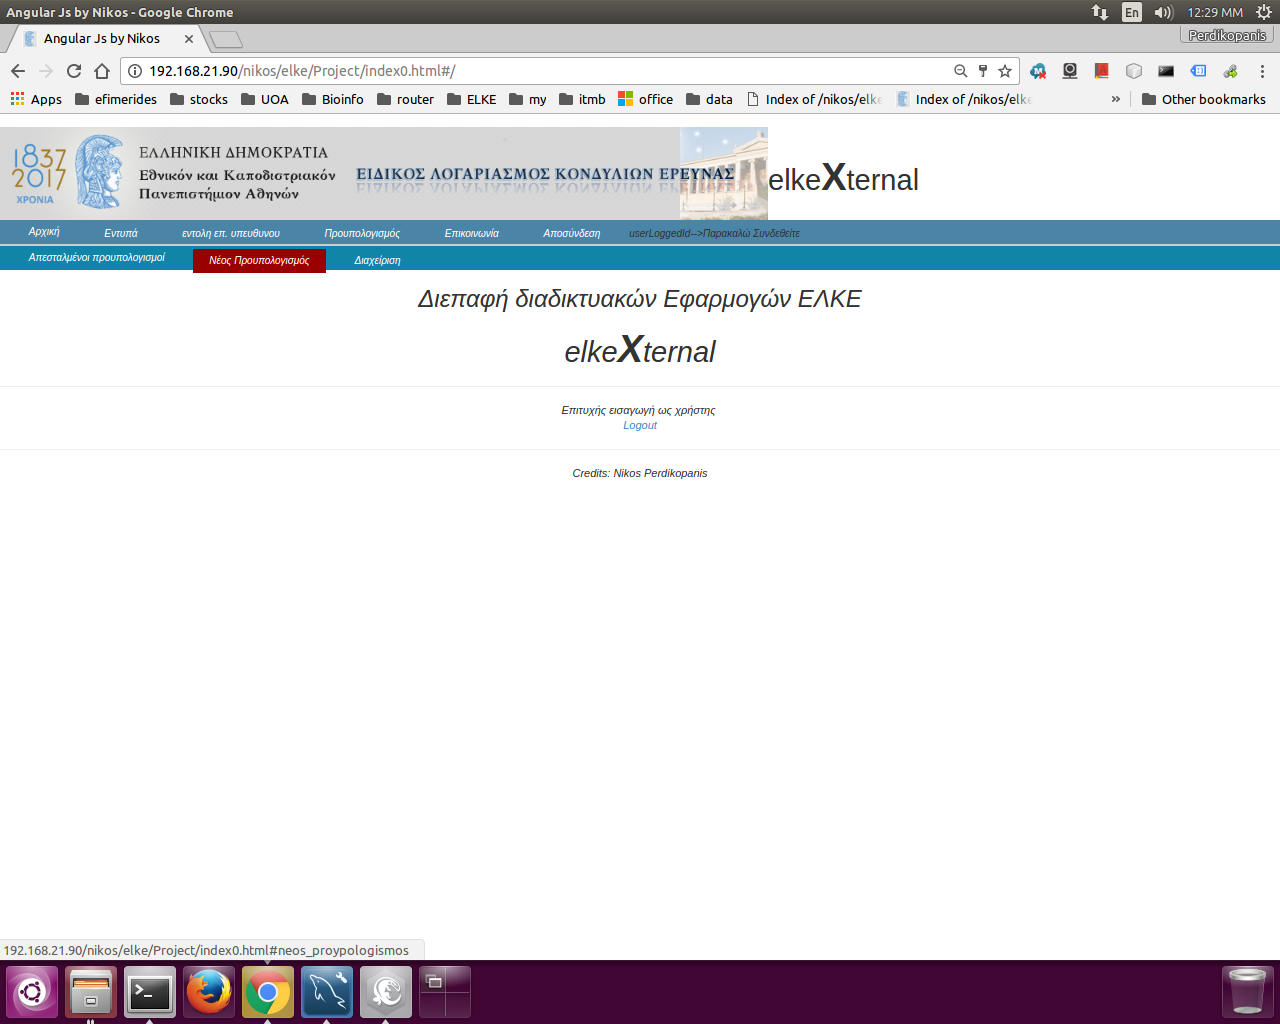 Angular Js by Nikos - Google Chrome
En
12:29 ΜΜ
Angular Js by Nikos
Perdikopanis
192.168.21.90/nikos/elke/Project/index0.html#/
Apps efimerides stocks UOA Bioinfo router ELKE my itmb office data Index of /nikos/elke Index of /nikos/elke » Other bookmarks
1837
2017
ΧΡΟΝΙΑ
ΕΛΛΗΝΙΚΗ ΔΗΜΟΚΡΑΤΙΑ
Εθνικόν και Καποδιστριακόν
Πανεπιστήμιον Αθηνών
ΕΙΔΙΚΟΣ ΛΟΓΑΡΙΑΣΜΟΣ ΚΟΝΔΥΛΙΩΝ ΕΡΕΥΝΑΣ
elkeXternal
Αρχική Εντυπά εντολη επ. υπευθυνου Προυπολογισμός Επικοινωνία Αποσύνδεση userLoggedId-->Παρακαλώ Συνδεθείτε
Απεσταλμένοι προυπολογισμοί Νέος Προυπολογισμός Διαχείριση
Διεπαφή διαδικτυακών Εφαρμογών ΕΛΚΕ
elkeXternal
Επιτυχής εισαγωγή ως χρήστης
Logout
Credits: Nikos Perdikopanis
192.168.21.90/nikos/elke/Project/index0.html#neos_proypologismos